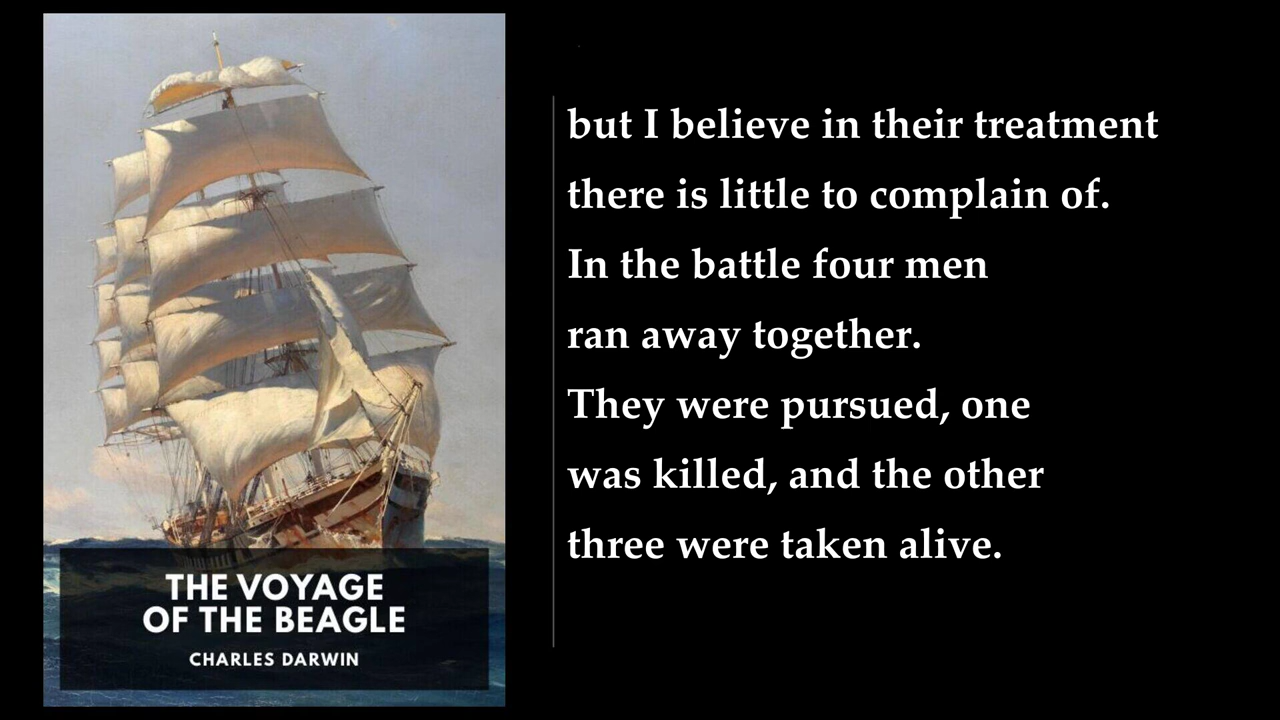 THE VOYAGE
OF THE BEAGLE
CHARLES DARWIN
but I believe in their treatment
there is little to complain of.
In the battle four men
ran away together.
They were pursued, one
was killed, and the other
three were taken alive.